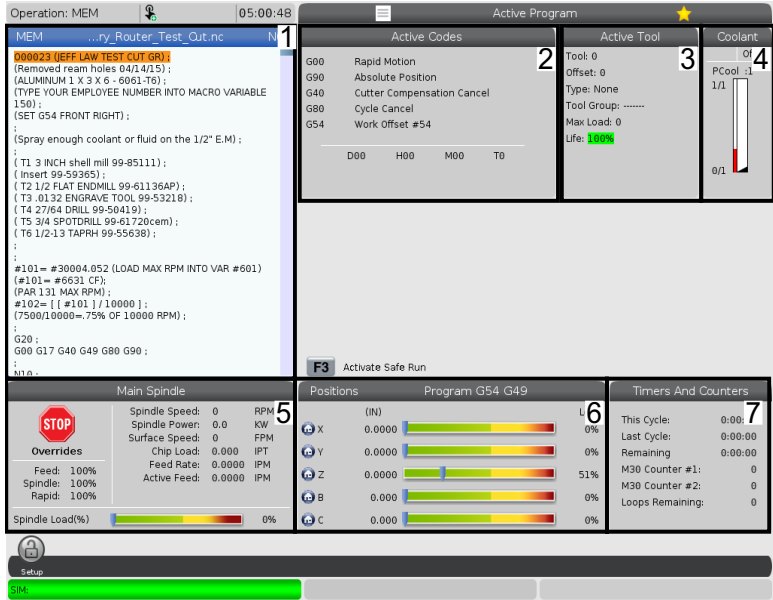 Operation: MEM
05:00:48
Active Program
MEM ...ry_Router_Test_Cut.nc N
1
O00023 (JEFF LAW TEST CUT GR) ;
(Removed ream holes 04/14/15) ;
(ALUMINUM 1 X 3 X 6 - 6061-T6) ;
(TYPE YOUR EMPLOYEE NUMBER INTO MACRO VARIABLE
150) ;
(SET G54 FRONT RIGHT) ;
;
(Spray enough coolant or fluid on the 1/2" E.M) ;
;
( T1 3 INCH shell mill 99-85111) ;
( Insert 99-59365) ;
( T2 1/2 FLAT ENDMILL 99-61136AP) ;
( T3 .0132 ENGRAVE TOOL 99-53218) ;
( T4 27/64 DRILL 99-50419) ;
( T5 3/4 SPOTDRILL 99-61720cem) ;
( T6 1/2-13 TAPRH 99-55638) ;
;
;
#101= #30004.052 (LOAD MAX RPM INTO VAR #601)
(#101= #6631 CF);
(PAR 131 MAX RPM) ;
#102= [ [ #101 ] / 10000 ] ;
(7500/10000=.75% OF 10000 RPM) ;
;
G20 ;
G00 G17 G40 G49 G80 G90 ;
;
N10 ;
Active Codes
2
G00 Rapid Motion
G90 Absolute Position
G40 Cutter Compensation Cancel
G80 Cycle Cancel
G54 Work Offset #54
D00 H00 M00 T0
Active Tool
3
Tool: 0
Offset: 0
Type: None
Tool Group: -------
Max Load: 0
Life: 100%
Coolant
Of
4
PCool :1
1/1
0/1
F3 Activate Safe Run
Main Spindle
5
STOP
Overrides
Feed: 100%
Spindle: 100%
Rapid: 100%
Spindle Speed: 0 RPM
Spindle Power: 0.0 KW
Surface Speed: 0 FPM
Chip Load: 0.000 IPT
Feed Rate: 0.0000 IPM
Active Feed: 0.0000 IPM
Spindle Load(%) 0%
Positions Program G54 G49
(IN) L
6
X 0.0000 0%
Y 0.0000 0%
Z 0.0000 51%
B 0.000 0%
C 0.000 0%
Timers And Counters
7
This Cycle: 0:00:
Last Cycle: 0:00:00
Remaining 0:00:00
M30 Counter #1: 0
M30 Counter #2: 0
Loops Remaining: 0
Setup
SIM: